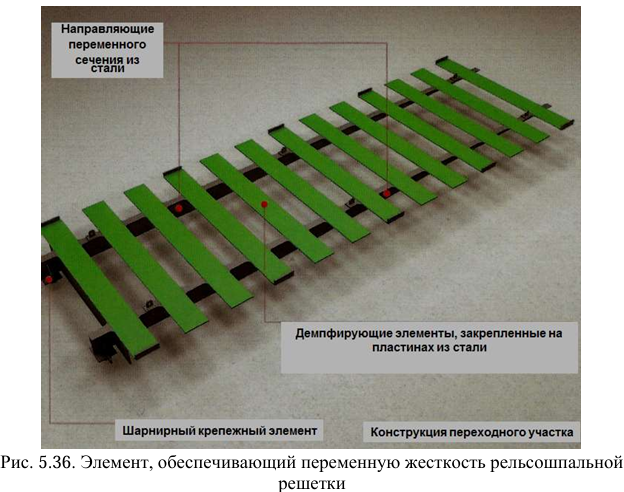 Направляющие
переменного
сечения из
стали
Демпфирующие элементы, закрепленные на
пластинах из стали
Шарнирный крепежный элемент
Конструкция переходного участка
Рис. 5.36. Элемент, обеспечивающий переменную жесткость рельсошпальной
решетки